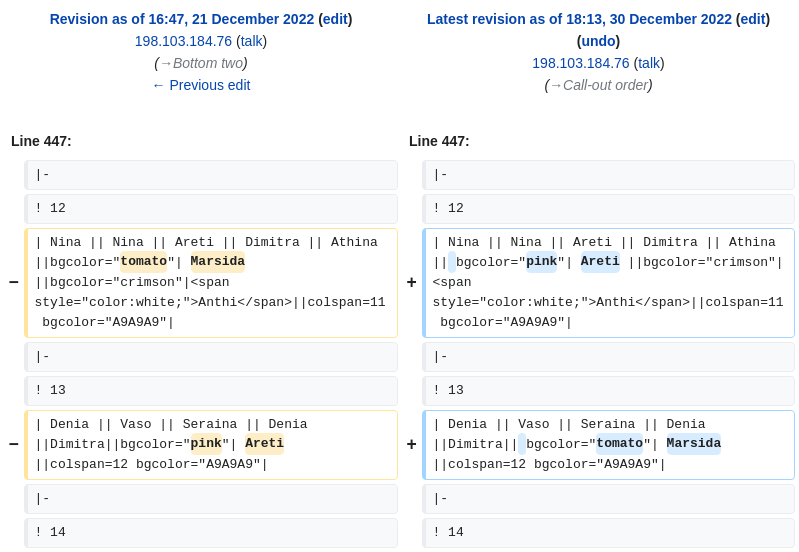 Revision as of 16:47, 21 December 2022 (edit)
198.103.184.76 (talk)
(→Bottom two)
← Previous edit
Latest revision as of 18:13, 30 December 2022 (edit)
(undo)
198.103.184.76 (talk)
(→Call-out order)
Line 447:
Line 447:
|-
|-
! 12
! 12
−
| Nina || Nina || Areti || Dimitra || Athina
||bgcolor="tomato"| Marsida
||bgcolor="crimson"|<span
style="color:white;">Anthi</span>||colspan=11
bgcolor="A9A9A9"|
+
| Nina || Nina || Areti || Dimitra || Athina
|| bgcolor="pink"| Areti ||bgcolor="crimson"|
<span
style="color:white;">Anthi</span>||colspan=11
bgcolor="A9A9A9"|
|-
|-
! 13
! 13
−
| Denia || Vaso || Seraina || Denia
||Dimitra||bgcolor="pink"| Areti
||colspan=12 bgcolor="A9A9A9"|
+
| Denia || Vaso || Seraina || Denia
||Dimitra|| bgcolor="tomato"| Marsida
||colspan=12 bgcolor="A9A9A9"|
|-
|-
! 14
! 14